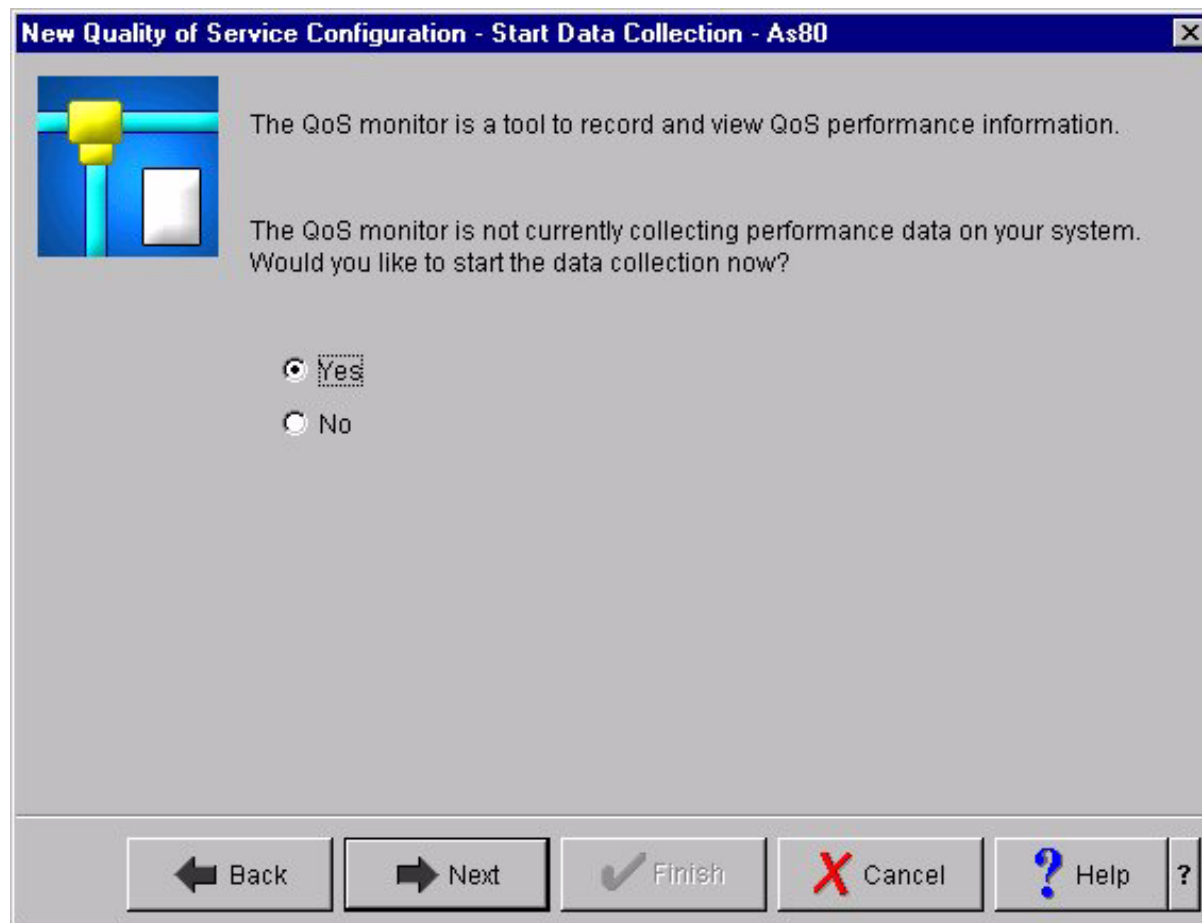 New Quality of Service Configuration - Start Data Collection - As80
The QoS monitor is a tool to record and view QoS performance information.
The QoS monitor is not currently collecting performance data on your system.
Would you like to start the data collection now?
Yes
No
Back Next Finish Cancel ? Help ?